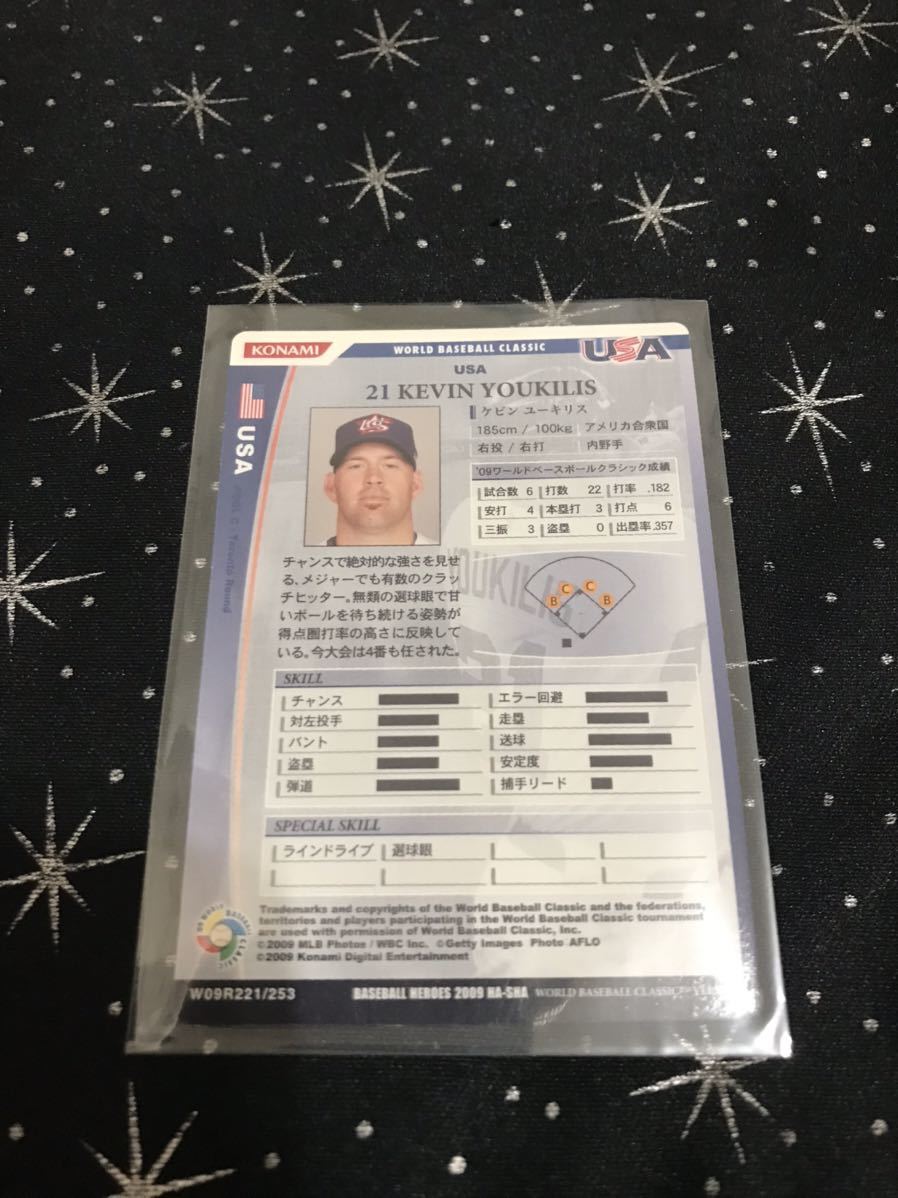 KONAMI
WORLD BASEBALL CLASSIC
USA
USA
21 KEVIN YOUKILIS
USA
ケビン ユーキリス
185cm / 100kg アメリカ合衆国
右投 / 右打 内野手
'09ワールドベースボールクラシック成績
試合数 6 打数 22 打率 .182
安打 4 本塁打 3 打点 6
三振 3 盗塁 0 出塁率 .357
チャンスで絶対的な強さを見せ
る、メジャーでも有数のクラッ
チヒッター。無類の選球眼で甘
いボールを待ち続ける姿勢が
得点圏打率の高さに反映して
いる。今大会は4番も任された。
YOUKILIS
C C
B B
SKILL
チャンス エラー回避
対左投手 走塁
バント 送球
盗塁 安定度
弾道 捕手リード
SPECIAL SKILL
ラインドライブ 選球眼
Trademarks and copyrights of the World Baseball Classic and the federations,
territories and players participating in the World Baseball Classic tournament
are used with permission of World Baseball Classic, Inc.
©2009 MLB Photos / WBC Inc. ©Getty Images Photo AFLO
©2009 Konami Digital Entertainment
W09R221/253 BASEBALL HEROES 2009 HA-SHA WORLD BASEBALL CLASSIC™